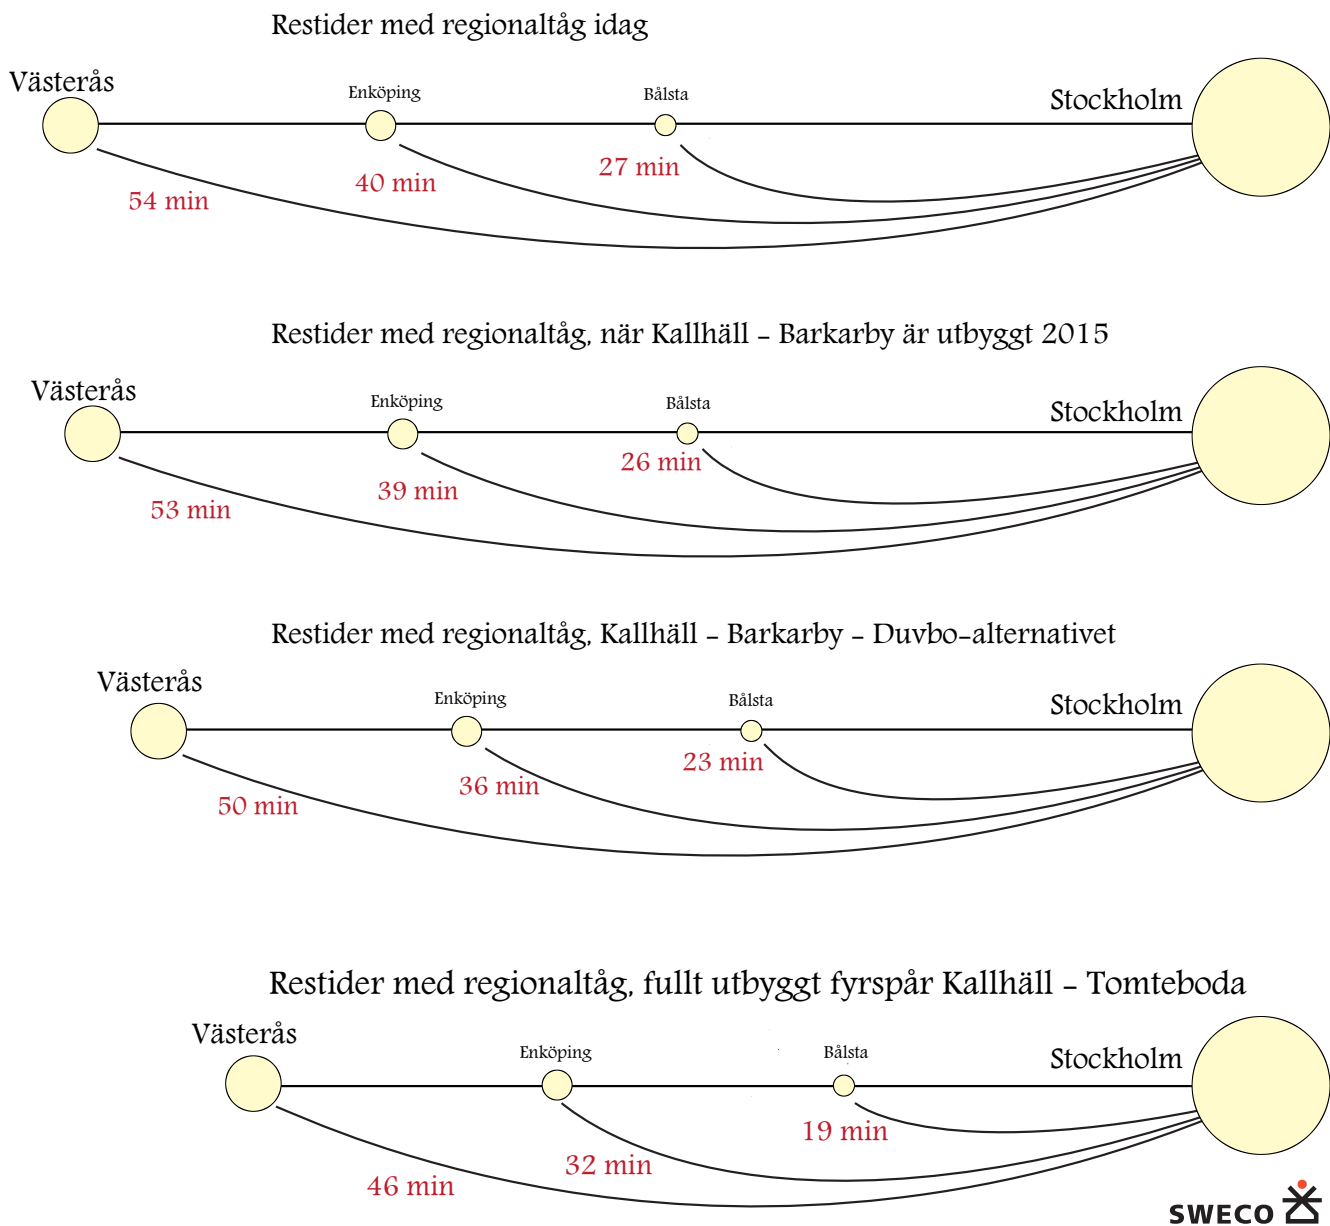 Restider med regionaltåg idag
Västerås
Enköping
Bålsta
Stockholm
54 min
40 min
27 min
Restider med regionaltåg, när Kallhäll – Barkarby är utbyggt 2015
Västerås
Enköping
Bålsta
Stockholm
53 min
39 min
26 min
Restider med regionaltåg, Kallhäll – Barkarby – Duvbo-alternativet
Västerås
Enköping
Bålsta
Stockholm
50 min
36 min
23 min
Restider med regionaltåg, fullt utbyggt fyrspår Kallhäll – Tomteboda
Västerås
Enköping
Bålsta
Stockholm
46 min
32 min
19 min
SWECO